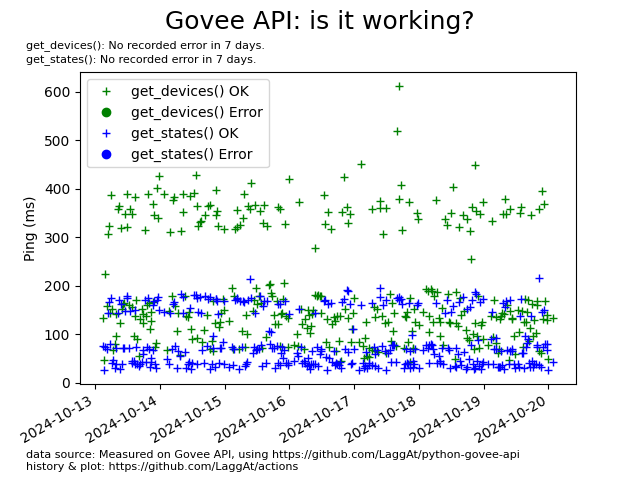 Govee API: is it working?
get_devices(): No recorded error in 7 days.
get_states(): No recorded error in 7 days.
get_devices() OK
get_devices() Error
get_states() OK
get_states() Error
Ping (ms)
600
500
400
300
200
100
0
2024-10-13
2024-10-14
2024-10-15
2024-10-16
2024-10-17
2024-10-18
2024-10-19
2024-10-20
data source: Measured on Govee API, using https://github.com/LaggAt/python-govee-api
history & plot: https://github.com/LaggAt/actions